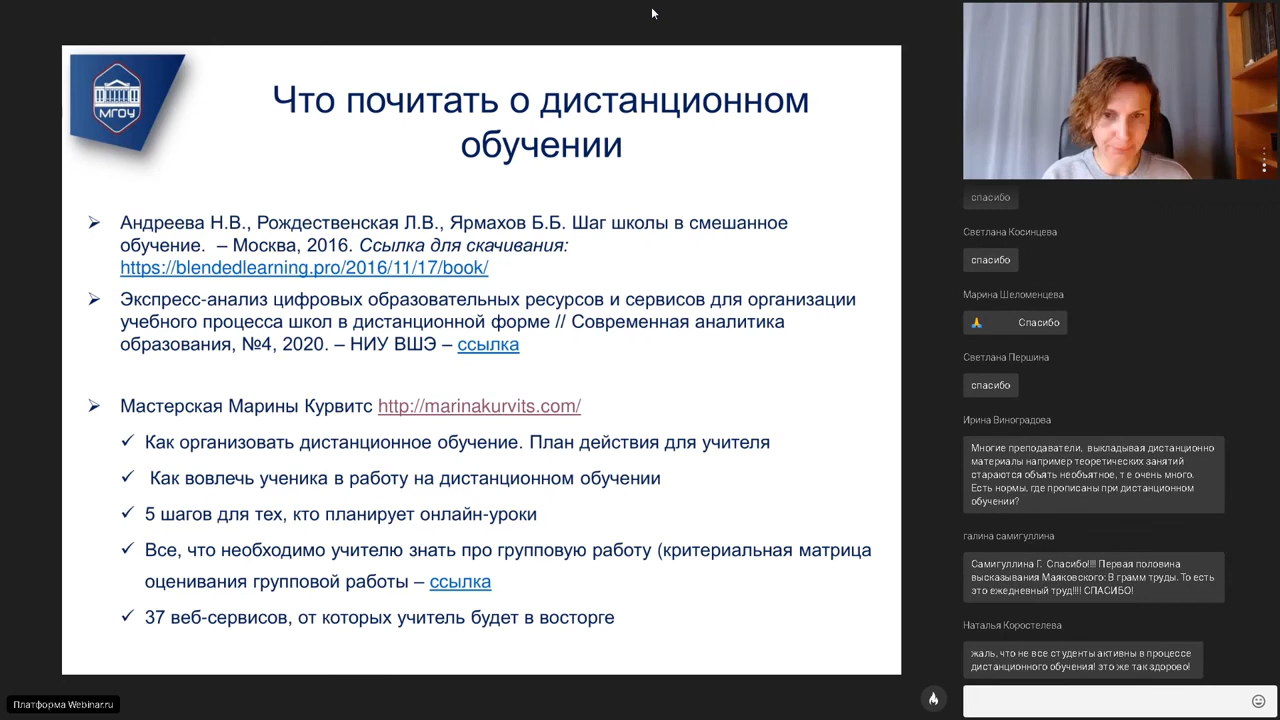 МГОУ
Что почитать о дистанционном
обучении
Андреева Н.В., Рождественская Л.В., Ярмахов Б.Б. Шаг школы в смешанное
обучение. – Москва, 2016. Ссылка для скачивания:
https://blendedlearning.pro/2016/11/17/book/
Экспресс-анализ цифровых образовательных ресурсов и сервисов для организации
учебного процесса школ в дистанционной форме // Современная аналитика
образования, №4, 2020. – НИУ ВШЭ – ссылка
Мастерская Марины Курвитс http://marinakurvits.com/
Как организовать дистанционное обучение. План действия для учителя
Как вовлечь ученика в работу на дистанционном обучении
5 шагов для тех, кто планирует онлайн-уроки
Все, что необходимо учителю знать про групповую работу (критериальная матрица
оценивания групповой работы – ссылка
37 веб-сервисов, от которых учитель будет в восторге
Платформа Webinar.ru
спасибо
Светлана Косинцева
спасибо
Марина Шеломенцева
🙏 Спасибо
Светлана Першина
спасибо
Ирина Виноградова
Многие преподаватели, выкладывая дистанционно
материалы например теоретических занятий
стараются объять необъятное, т е очень много.
Есть нормы, где прописаны при дистанционном
обучении?
галина самигуллина
Самигуллина Г. Спасибо!!!! Первая половина
высказывания Маяковского: В грамм труды. То есть
это ежедневный труд!!!! СПАСИБО!
Наталья Коростелева
жаль, что не все студенты активны в процессе
дистанционного обучения! это же так здорово!